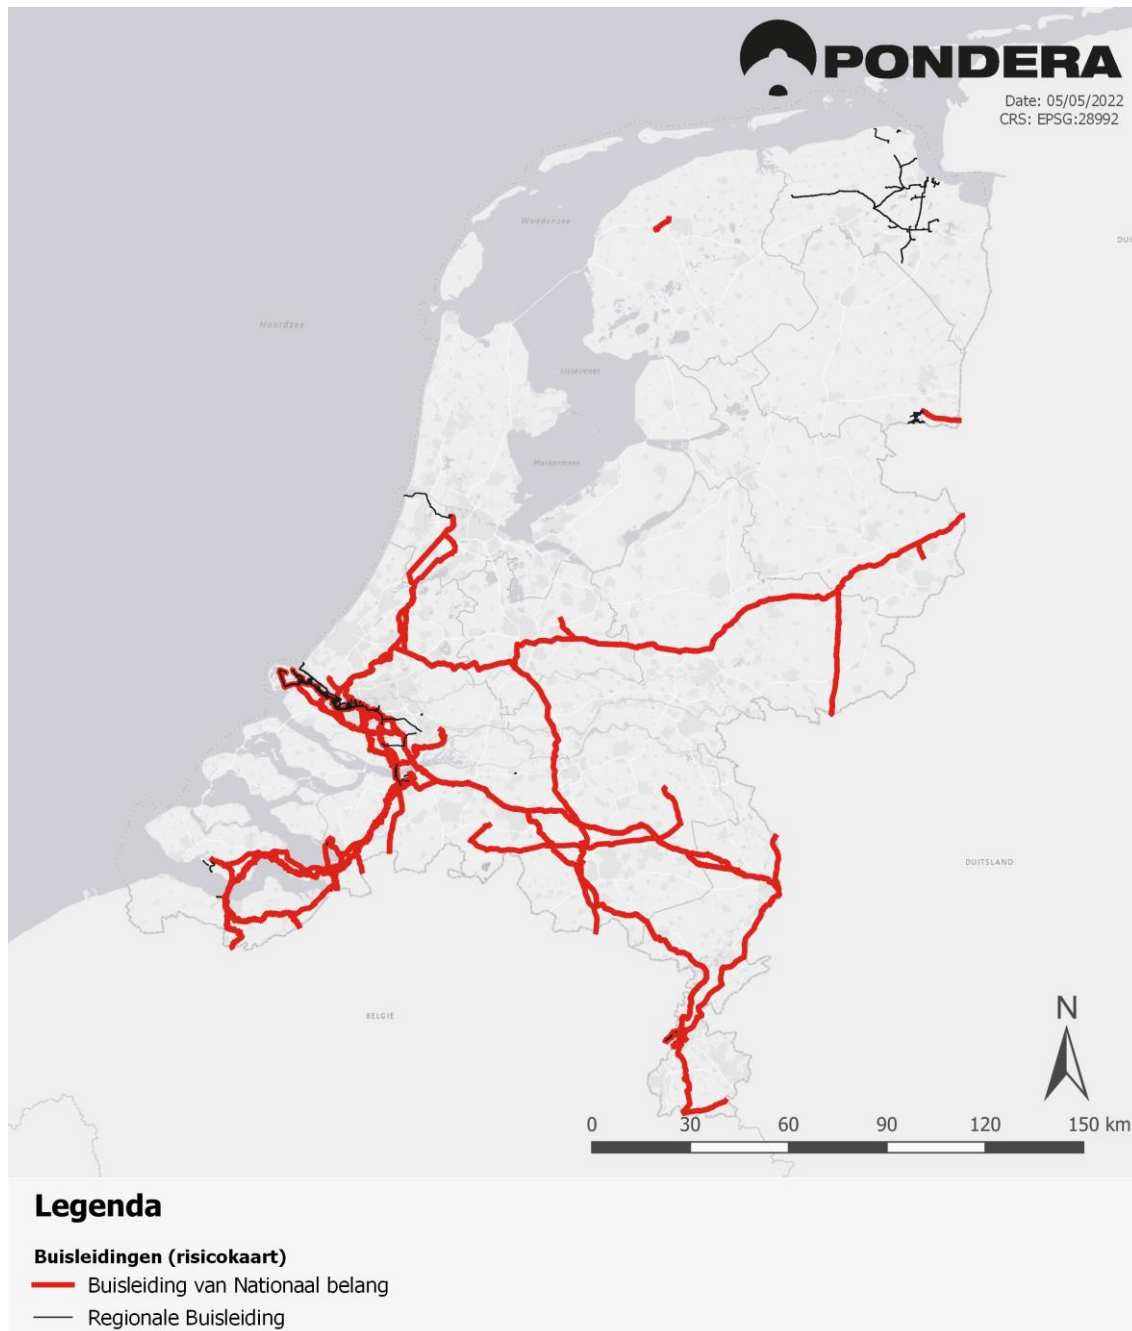 PONDERA
Date: 05/05/2022
CRS: EPSG:28992
Waddenzee
DUI
Noordzee
IJsselmeer
Markermeer
DUITSLAND
BELGIË
N
0 30 60 90 120 150 km
Legenda
Buisleidingen (risicokaart)
Buisleiding van Nationaal belang
Regionale Buisleiding